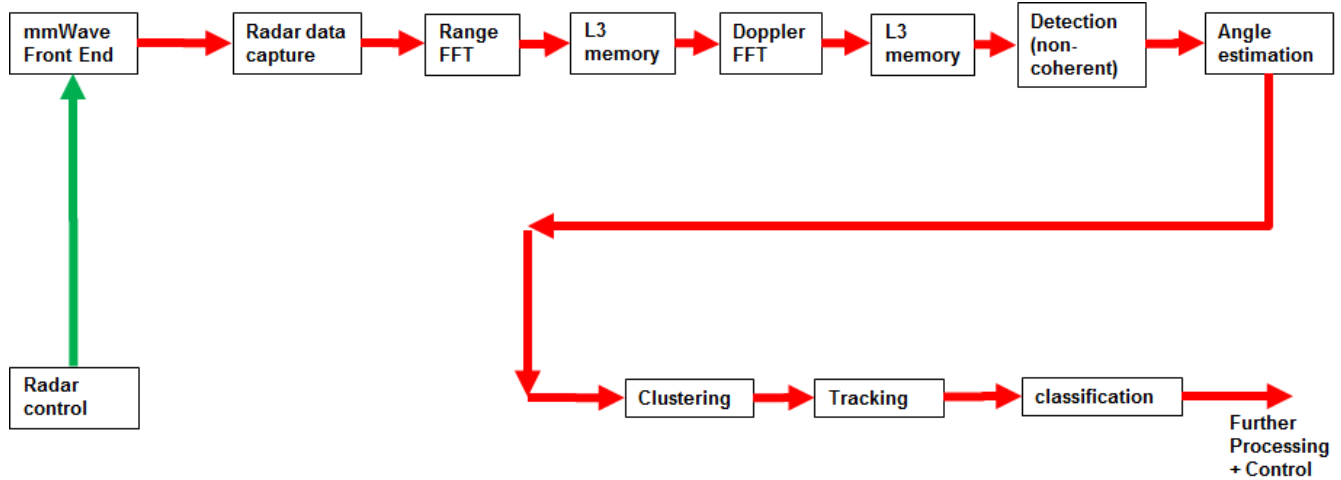 mmWave
Front End
Radar data
capture
Range
FFT
L3
memory
Doppler
FFT
L3
memory
Detection
(non-
coherent)
Angle
estimation
Radar
control
Clustering
Tracking
classification
Further
Processing
+ Control